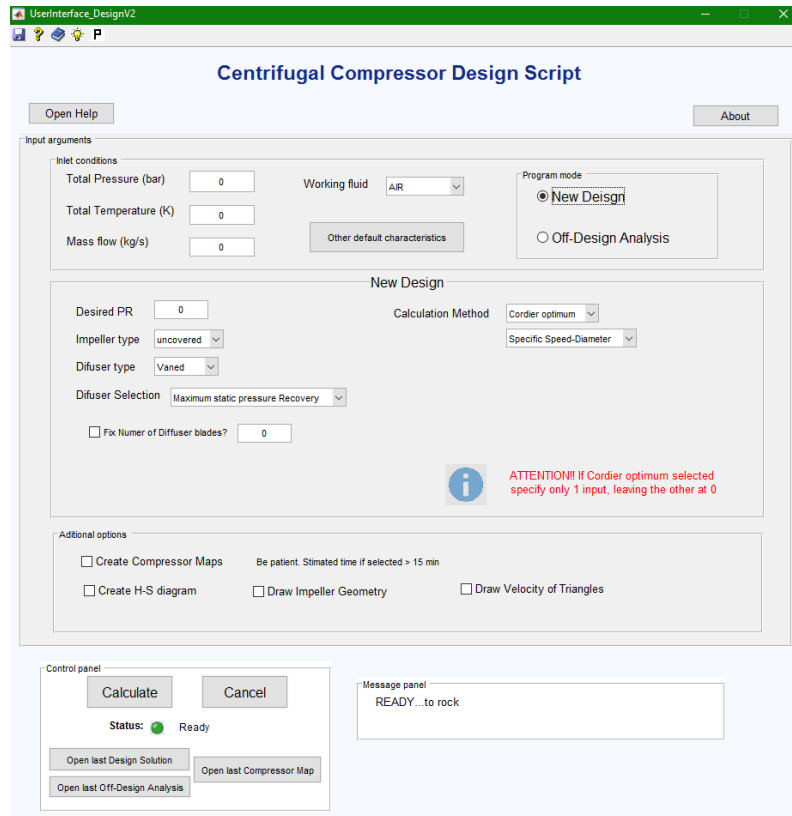 UserInterface_DesignV2
P
Centrifugal Compressor Design Script
Open Help
About
Input arguments
Inlet conditions
Total Pressure (bar)
0
Working fluid
AIR
Program mode
New Deisgn
Total Temperature (K)
0
Mass flow (kg/s)
0
Other default characteristics
Off-Design Analysis
New Design
Desired PR
0
Calculation Method
Cordier optimum
Impeller type
uncovered
Specific Speed-Diameter
Difuser type
Vaned
Difuser Selection
Maximum static pressure Recovery
Fix Numer of Diffuser blades?
0
ATTENTION!! If Cordier optimum selected
specify only 1 input, leaving the other at 0
Aditional options
Create Compressor Maps
Be patient. Stimated time if selected > 15 min
Create H-S diagram
Draw Impeller Geometry
Draw Velocity of Triangles
Control panel
Calculate
Cancel
Status:
Ready
Open last Design Solution
Open last Compressor Map
Open last Off-Design Analysis
Message panel
READY...to rock